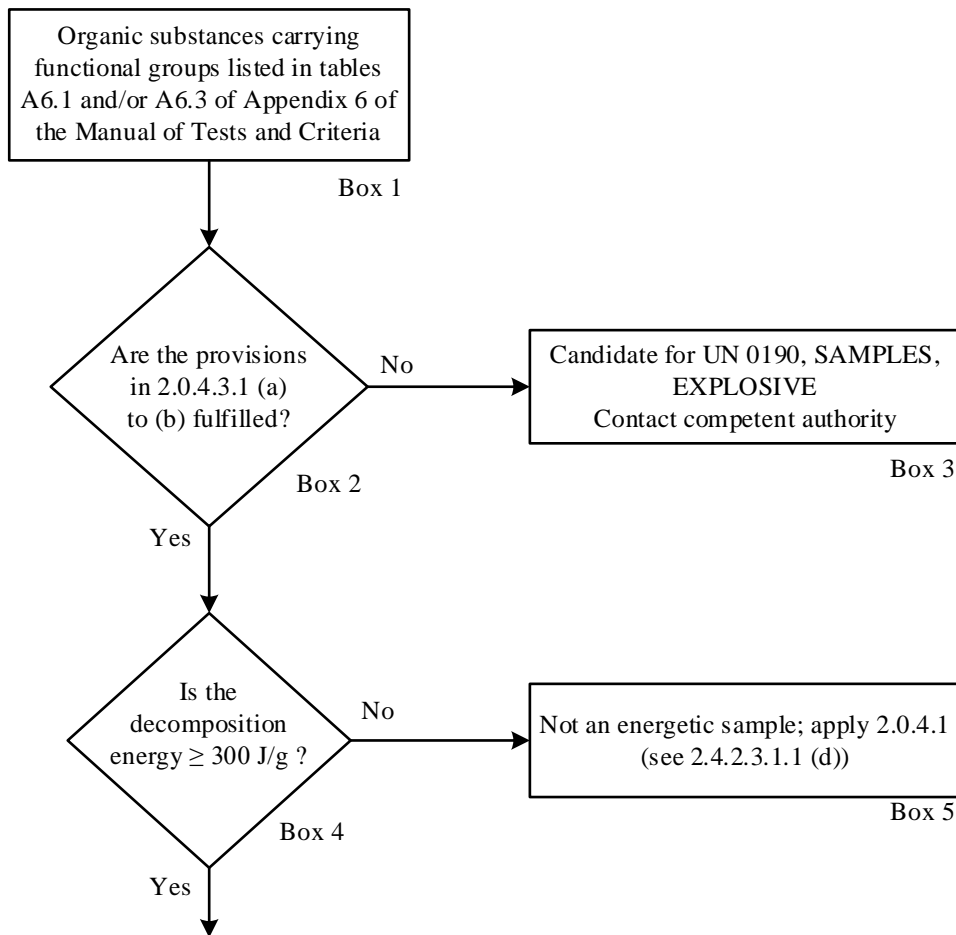 Organic substances carrying
functional groups listed in tables
A6.1 and/or A6.3 of Appendix 6 of
the Manual of Tests and Criteria
Box 1
Are the provisions
in 2.0.4.3.1 (a)
to (b) fulfilled?
No
Box 2
Candidate for UN 0190, SAMPLES,
EXPLOSIVE
Contact competent authority
Box 3
Yes
Is the
decomposition
energy ≥ 300 J/g ?
No
Box 4
Not an energetic sample; apply 2.0.4.1
(see 2.4.2.3.1.1 (d))
Box 5
Yes